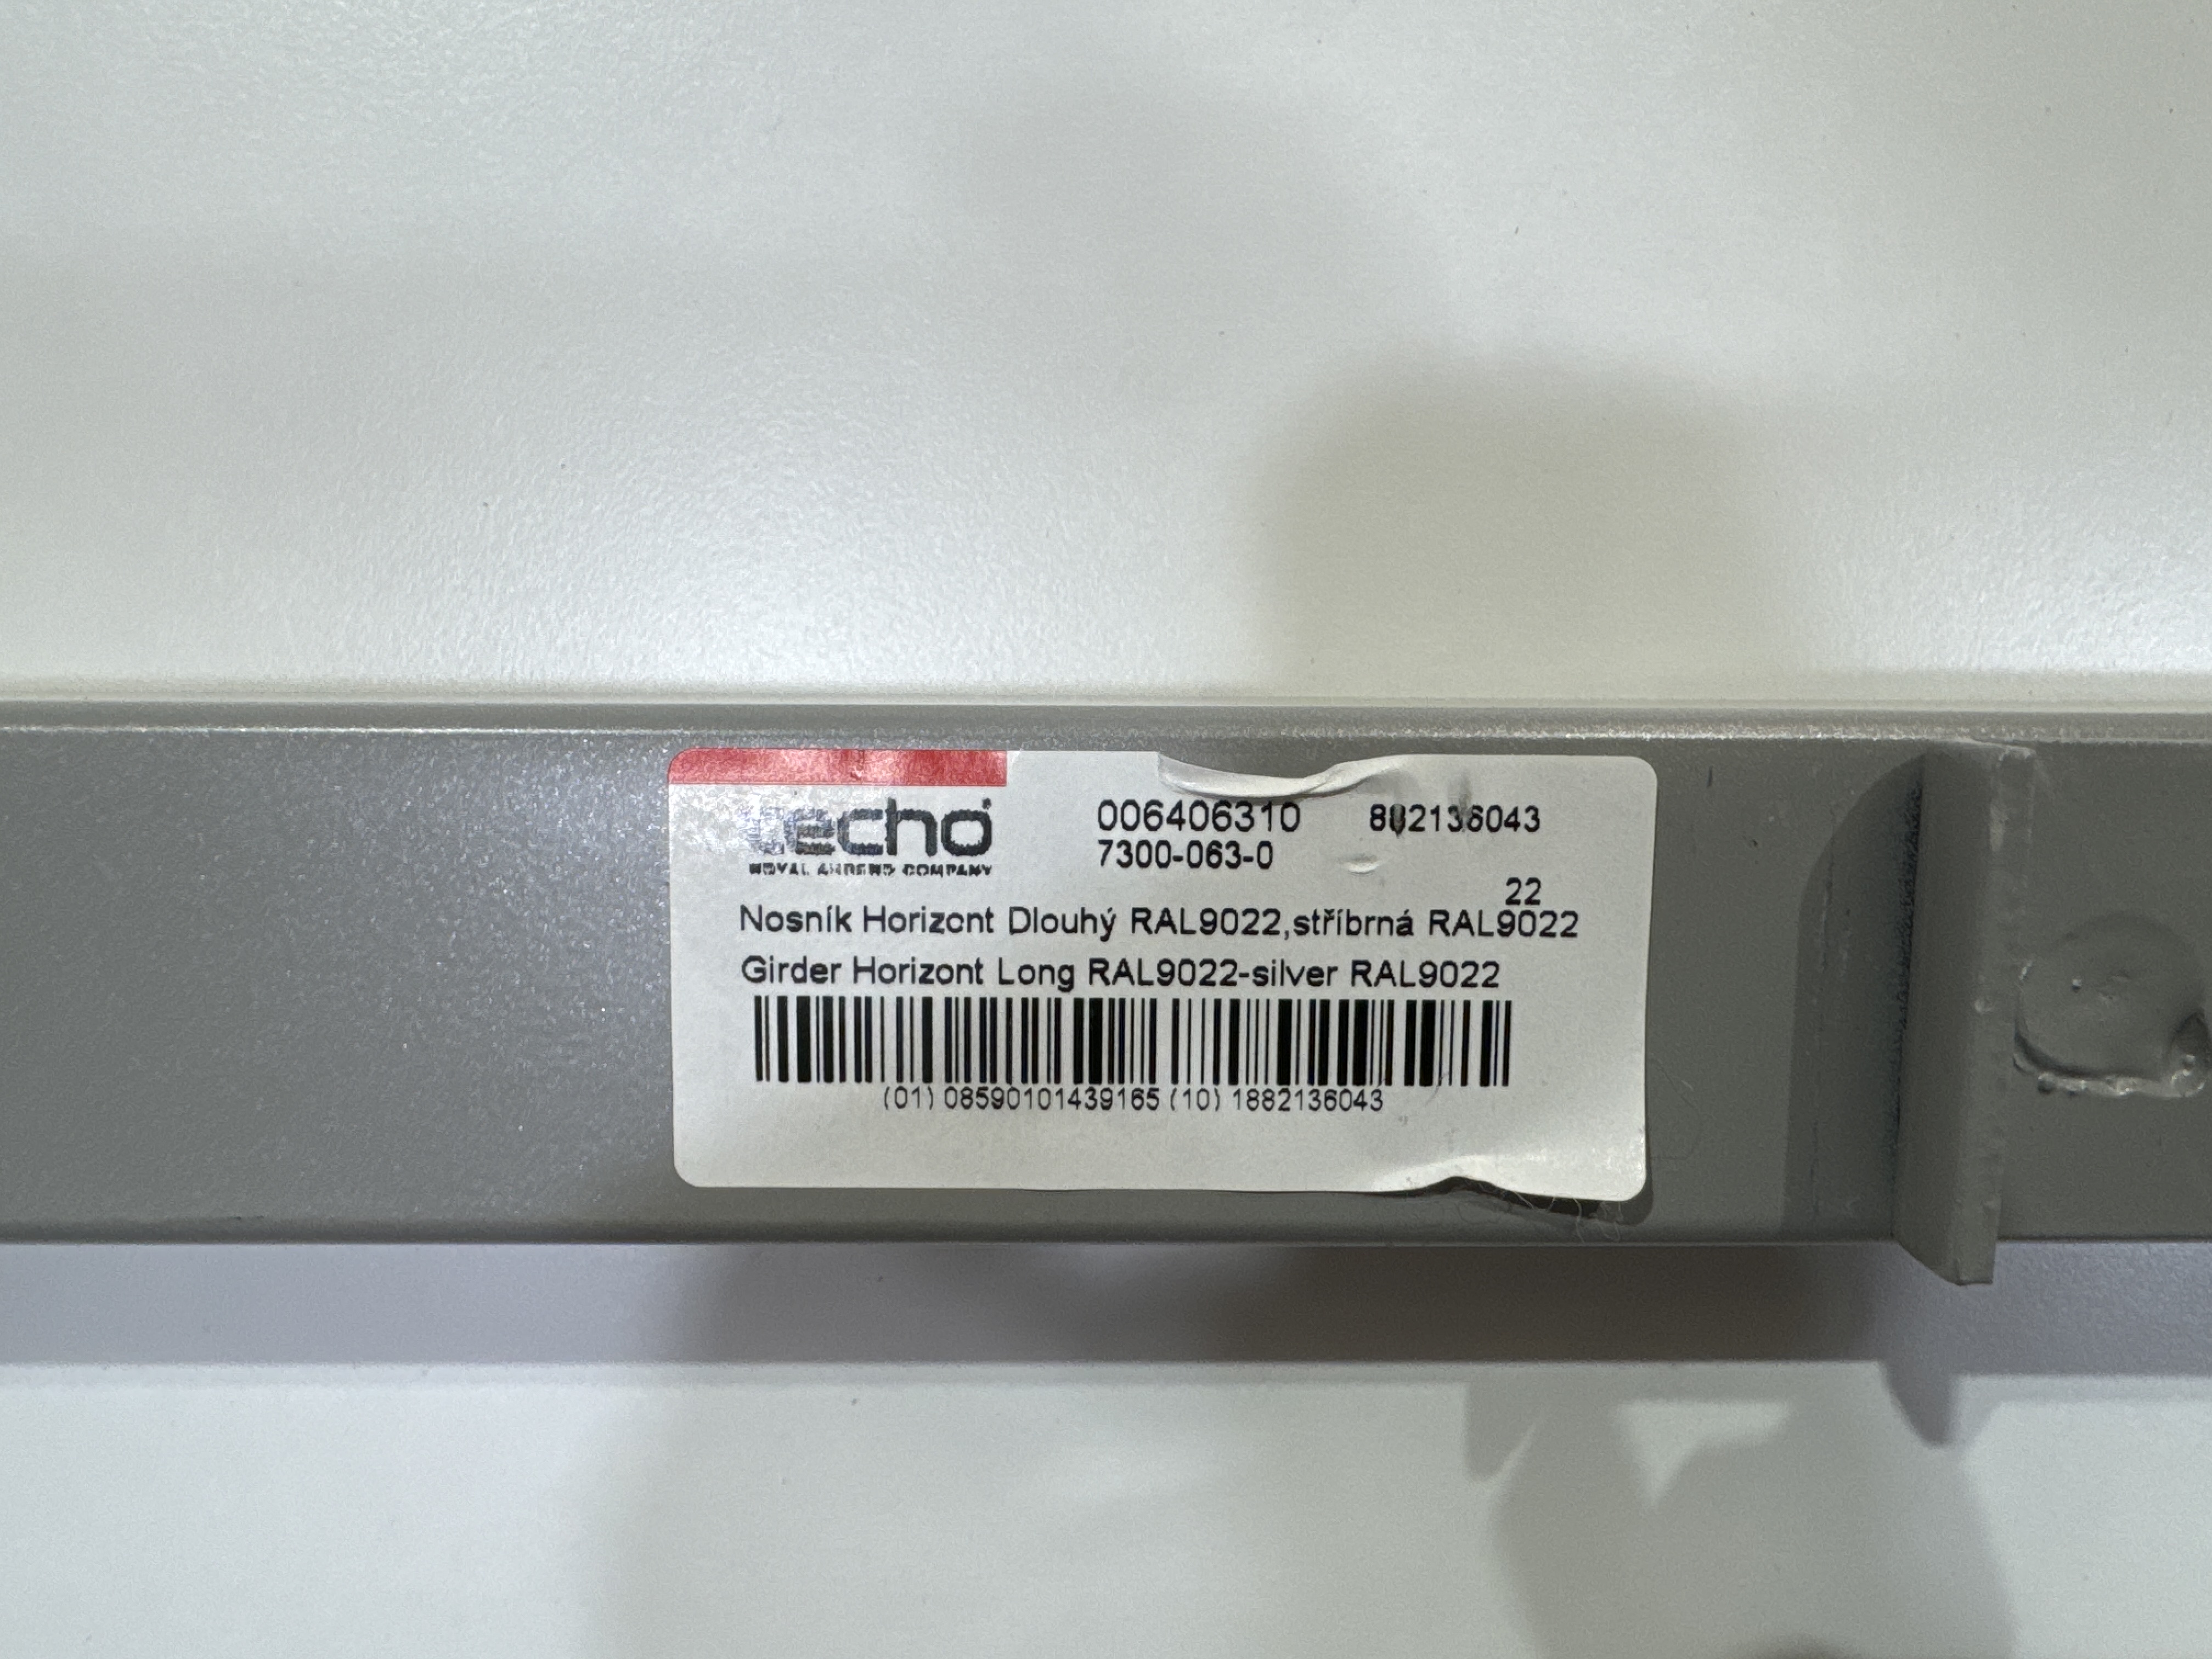 techo
ROYAL AHREND COMPANY
006406310 882136043
7300-063-0
22
Nosník Horizont Dlouhý RAL9022,stříbrná RAL9022
Girder Horizont Long RAL9022-silver RAL9022
(01) 08590101439165 (10) 1882136043